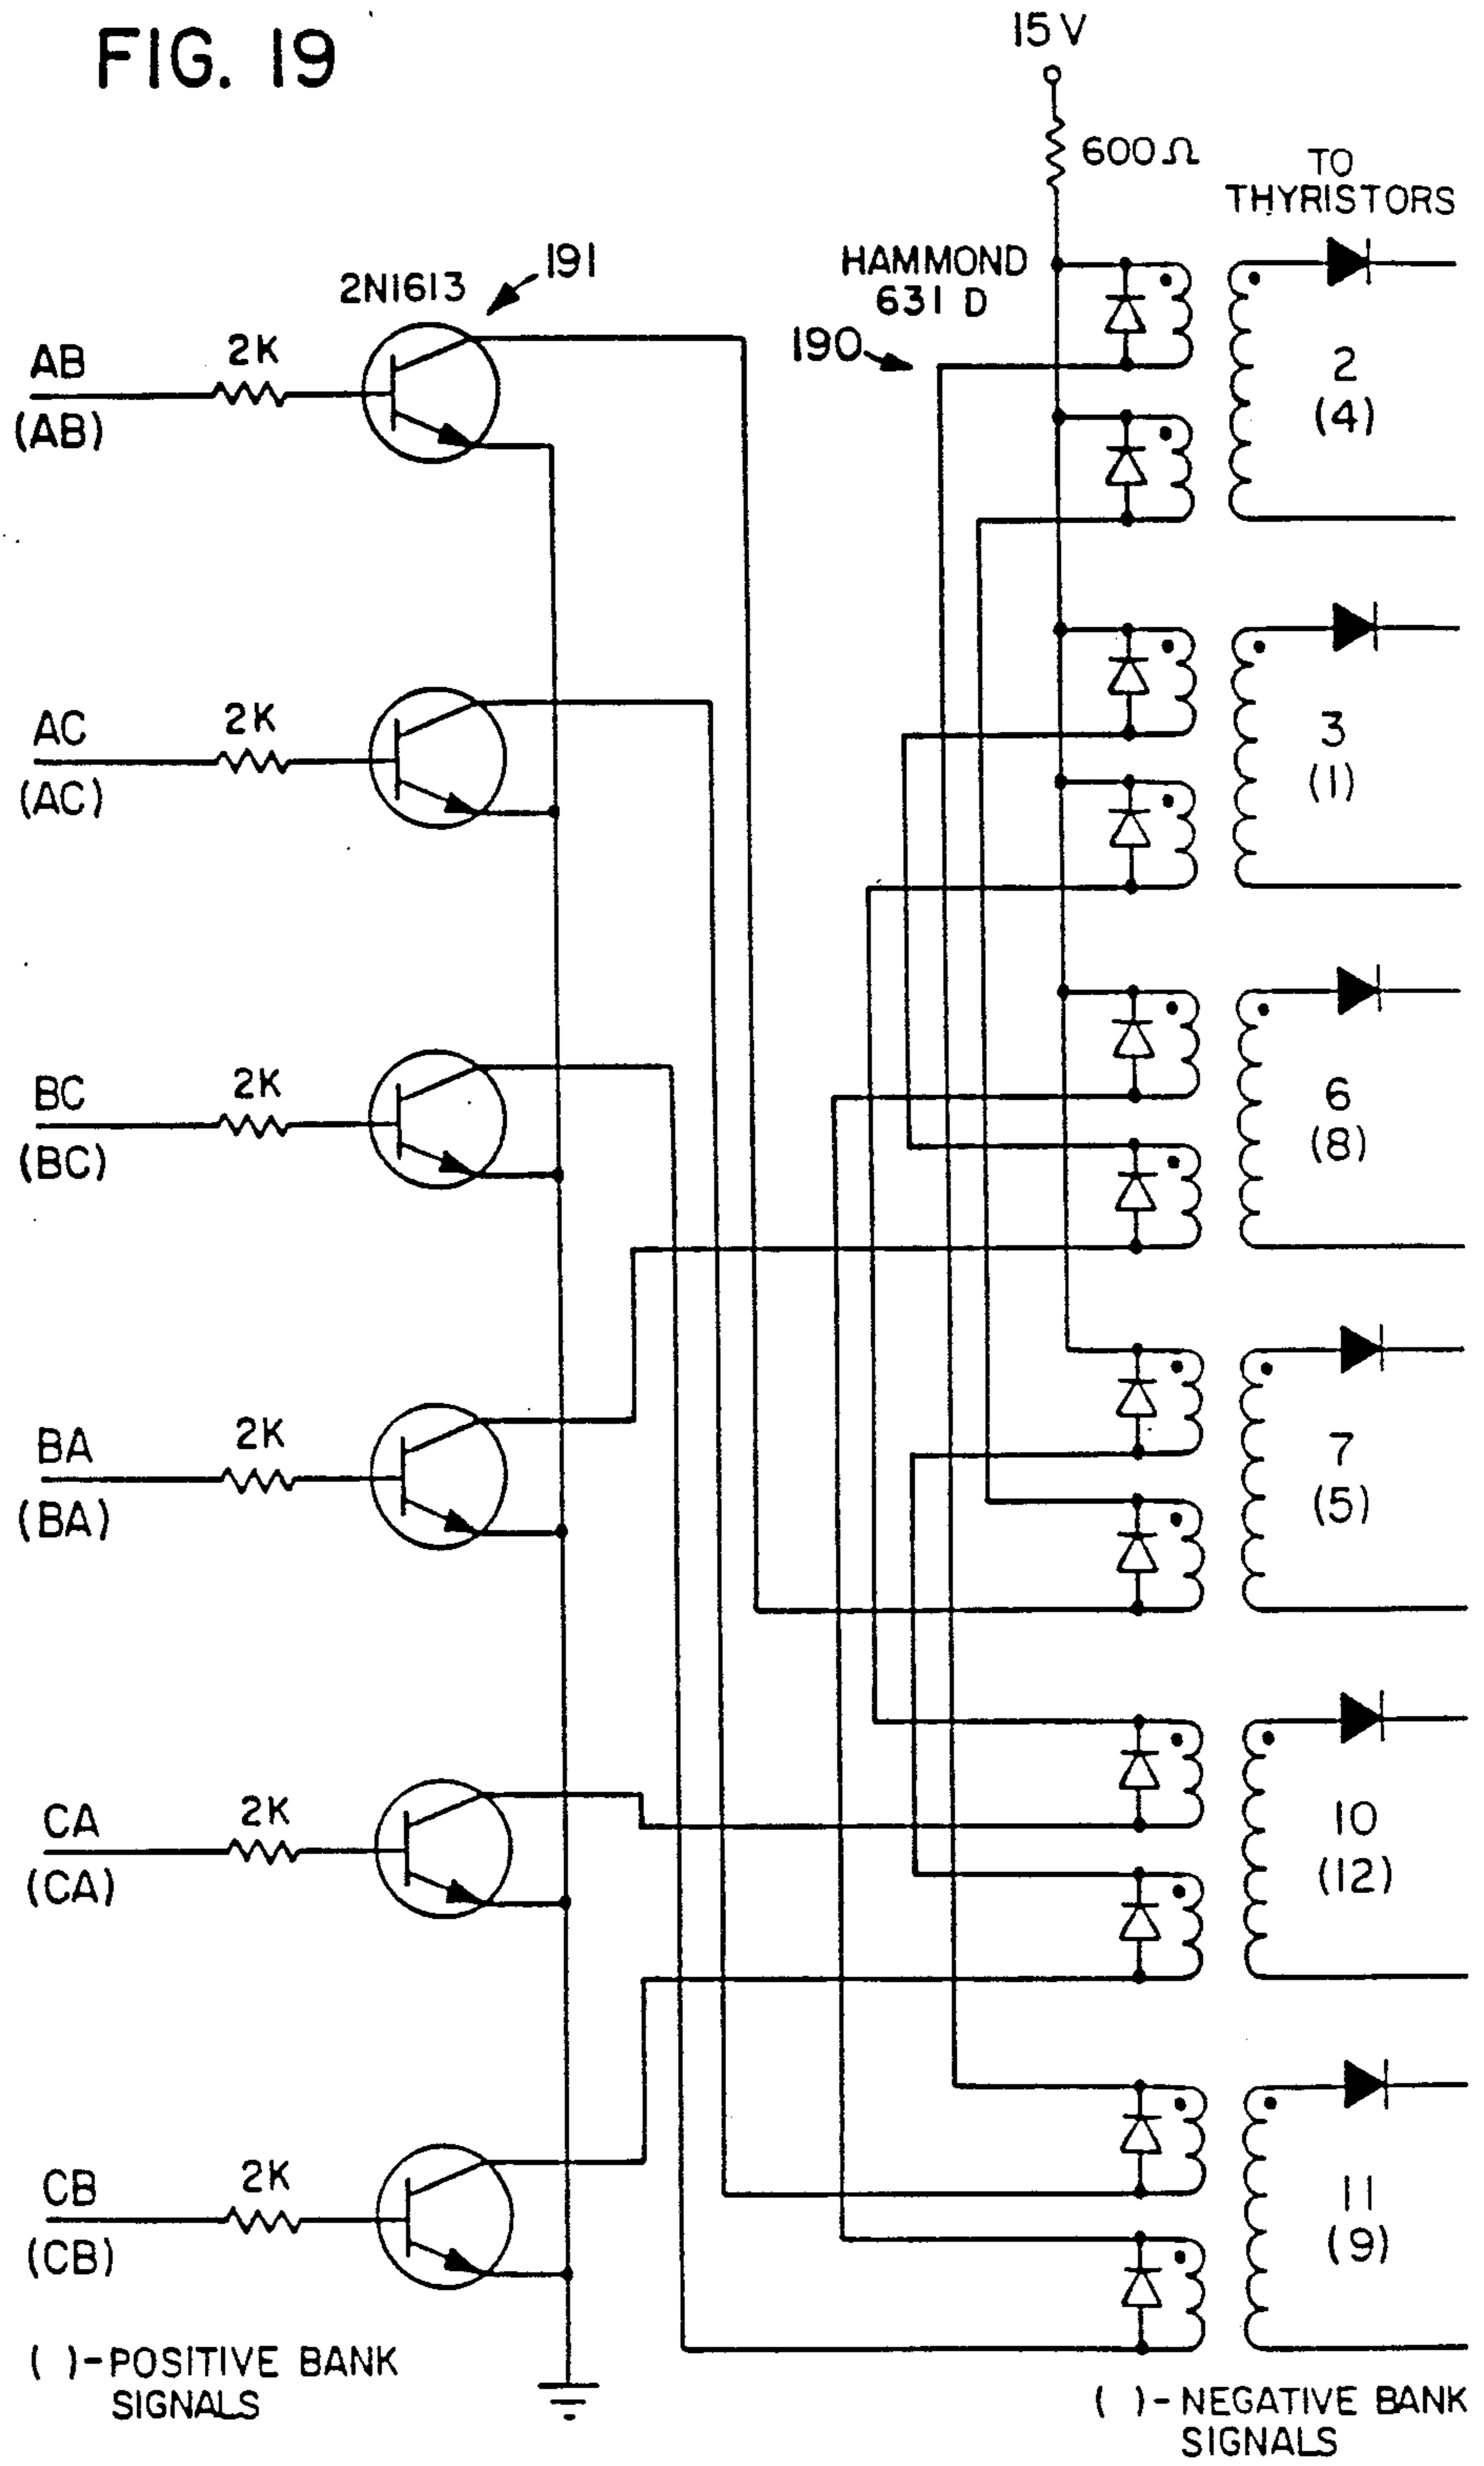 FIG. 19
15 V
600Ω
TO
THYRISTORS
HAMMOND
631 D
190
2N1613
191
AB
(AB)
2K
2
(4)
AC
(AC)
2K
3
(1)
BC
(BC)
2K
6
(8)
BA
(BA)
2K
7
(5)
CA
(CA)
2K
10
(12)
CB
(CB)
2K
11
(9)
( )-POSITIVE BANK
SIGNALS
( )-NEGATIVE BANK
SIGNALS